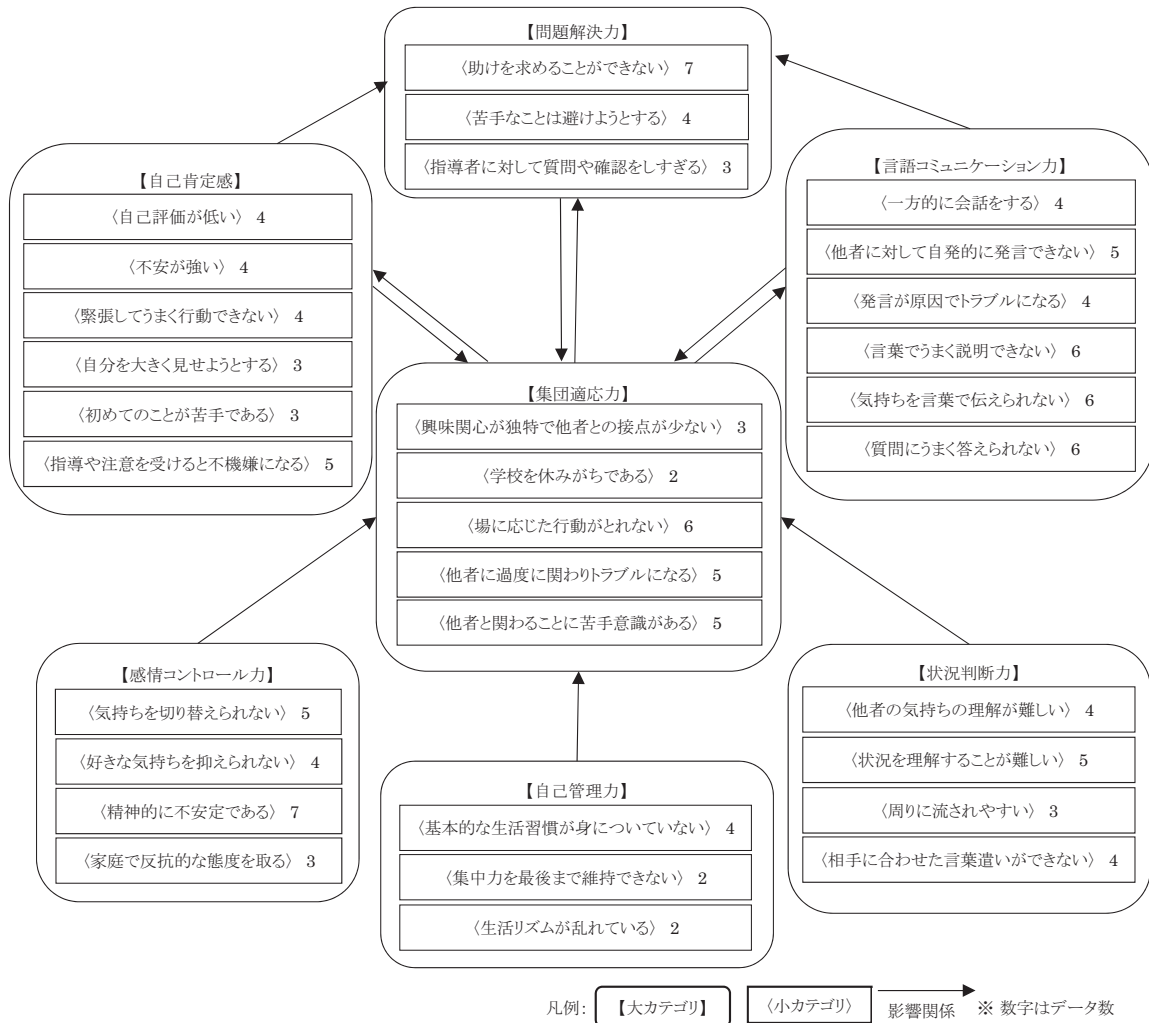 【問題解決力】
〈助けを求めることができない〉 7
〈苦手なことは避けようとする〉 4
〈指導者に対して質問や確認をしすぎる〉 3
【自己肯定感】
〈自己評価が低い〉 4
〈不安が強い〉 4
〈緊張してうまく行動できない〉 4
〈自分を大きく見せようとする〉 3
〈初めてのことが苦手である〉 3
〈指導や注意を受けると不機嫌になる〉 5
【言語コミュニケーション力】
〈一方的に会話をする〉 4
〈他者に対して自発的に発言できない〉 5
〈発言が原因でトラブルになる〉 4
〈言葉でうまく説明できない〉 6
〈気持ちを言葉で伝えられない〉 6
〈質問にうまく答えられない〉 6
【集団適応力】
〈興味関心が独特で他者との接点が少ない〉 3
〈学校を休みがちである〉 2
〈場に応じた行動がとれない〉 6
〈他者に過度に関わりトラブルになる〉 5
〈他者と関わることに苦手意識がある〉 5
【感情コントロール力】
〈気持ちを切り替えられない〉 5
〈好きな気持ちを抑えられない〉 4
〈精神的に不安定である〉 7
〈家庭で反抗的な態度を取る〉 3
【自己管理力】
〈基本的な生活習慣が身についていない〉 4
〈集中力を最後まで維持できない〉 2
〈生活リズムが乱れている〉 2
【状況判断力】
〈他者の気持ちの理解が難しい〉 4
〈状況を理解することが難しい〉 5
〈周りに流されやすい〉 3
〈相手に合わせた言葉遣いができない〉 4
凡例: 【大カテゴリ】 〈小カテゴリ〉 影響関係 ※ 数字はデータ数